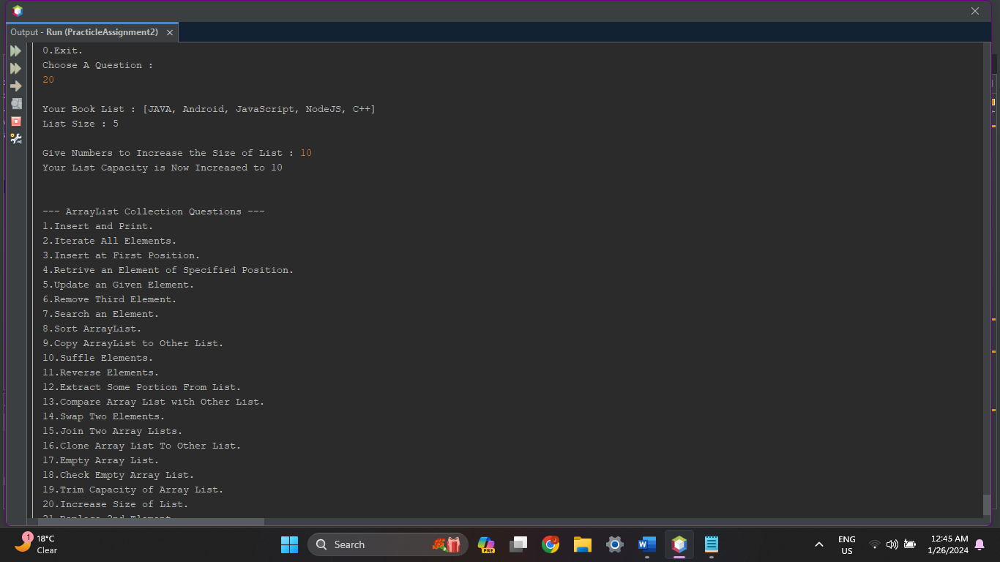 Output - Run (PracticleAssignment2)
0.Exit.
Choose A Question :
20
Your Book List : [JAVA, Android, JavaScript, NodeJS, C++]
List Size : 5
Give Numbers to Increase the Size of List : 10
Your List Capacity is Now Increased to 10
--- ArrayList Collection Questions ---
1.Insert and Print.
2.Iterate All Elements.
3.Insert at First Position.
4.Retrive an Element of Specified Position.
5.Update an Given Element.
6.Remove Third Element.
7.Search an Element.
8.Sort ArrayList.
9.Copy ArrayList to Other List.
10.Suffle Elements.
11.Reverse Elements.
12.Extract Some Portion From List.
13.Compare Array List with Other List.
14.Swap Two Elements.
15.Join Two Array Lists.
16.Clone Array List To Other List.
17.Empty Array List.
18.Check Empty Array List.
19.Trim Capacity of Array List.
20.Increase Size of List.
21.Replace 2nd Element.
1
18°C
Clear
Search
PRE
ENG
US
12:45 AM
1/26/2024